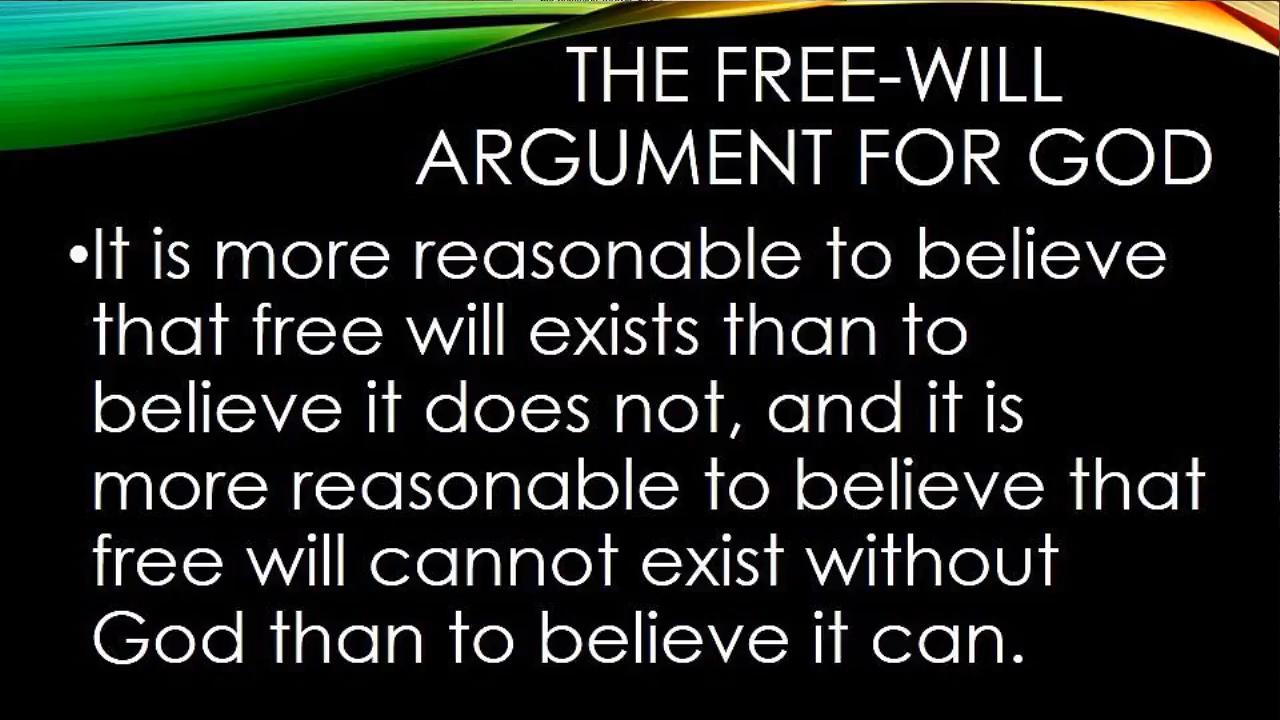 THE FREE-WILL
ARGUMENT FOR GOD
•It is more reasonable to believe
that free will exists than to
believe it does not, and it is
more reasonable to believe that
free will cannot exist without
God than to believe it can.